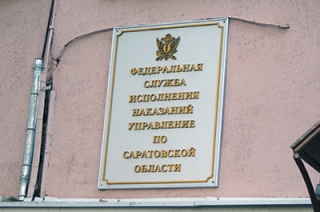 ФЕДЕРАЛЬНАЯ
СЛУЖБА
ИСПОЛНЕНИЯ
НАКАЗАНИЙ
УПРАВЛЕНИЕ
ПО
САРАТОВСКОЙ
ОБЛАСТИ